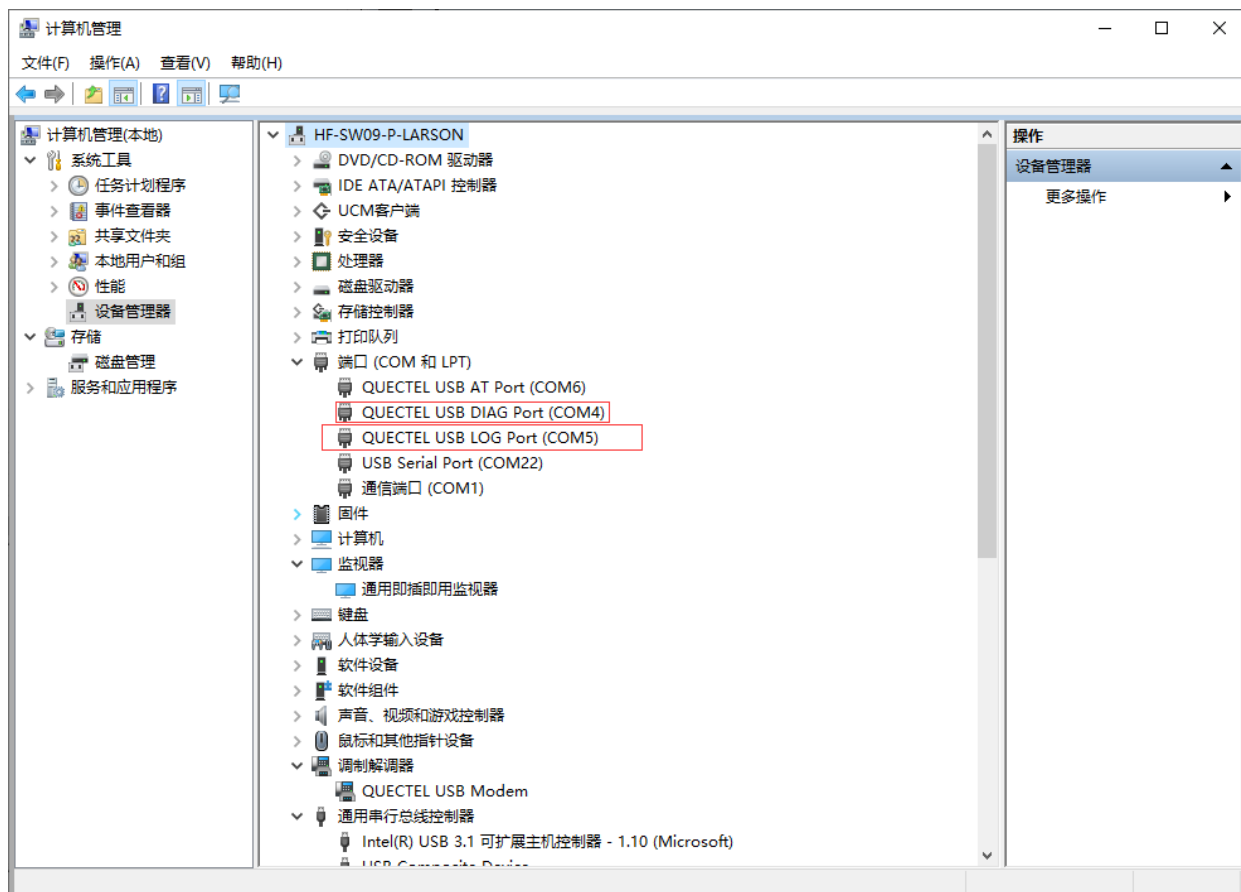 计算机管理
文件(F) 操作(A) 查看(V) 帮助(H)
计算机管理(本地)
系统工具
任务计划程序
事件查看器
共享文件夹
本地用户和组
性能
设备管理器
存储
磁盘管理
服务和应用程序
HF-SW09-P-LARSON
DVD/CD-ROM 驱动器
IDE ATA/ATAPI 控制器
UCM客户端
安全设备
处理器
磁盘驱动器
存储控制器
打印队列
端口 (COM 和 LPT)
QUECTEL USB AT Port (COM6)
QUECTEL USB DIAG Port (COM4)
QUECTEL USB LOG Port (COM5)
USB Serial Port (COM22)
通信端口 (COM1)
固件
计算机
监视器
通用即插即用监视器
键盘
人体学输入设备
软件设备
软件组件
声音、视频和游戏控制器
鼠标和其他指针设备
调制解调器
QUECTEL USB Modem
通用串行总线控制器
Intel(R) USB 3.1 可扩展主机控制器 - 1.10 (Microsoft)
USB Composite Device
操作
设备管理器
更多操作